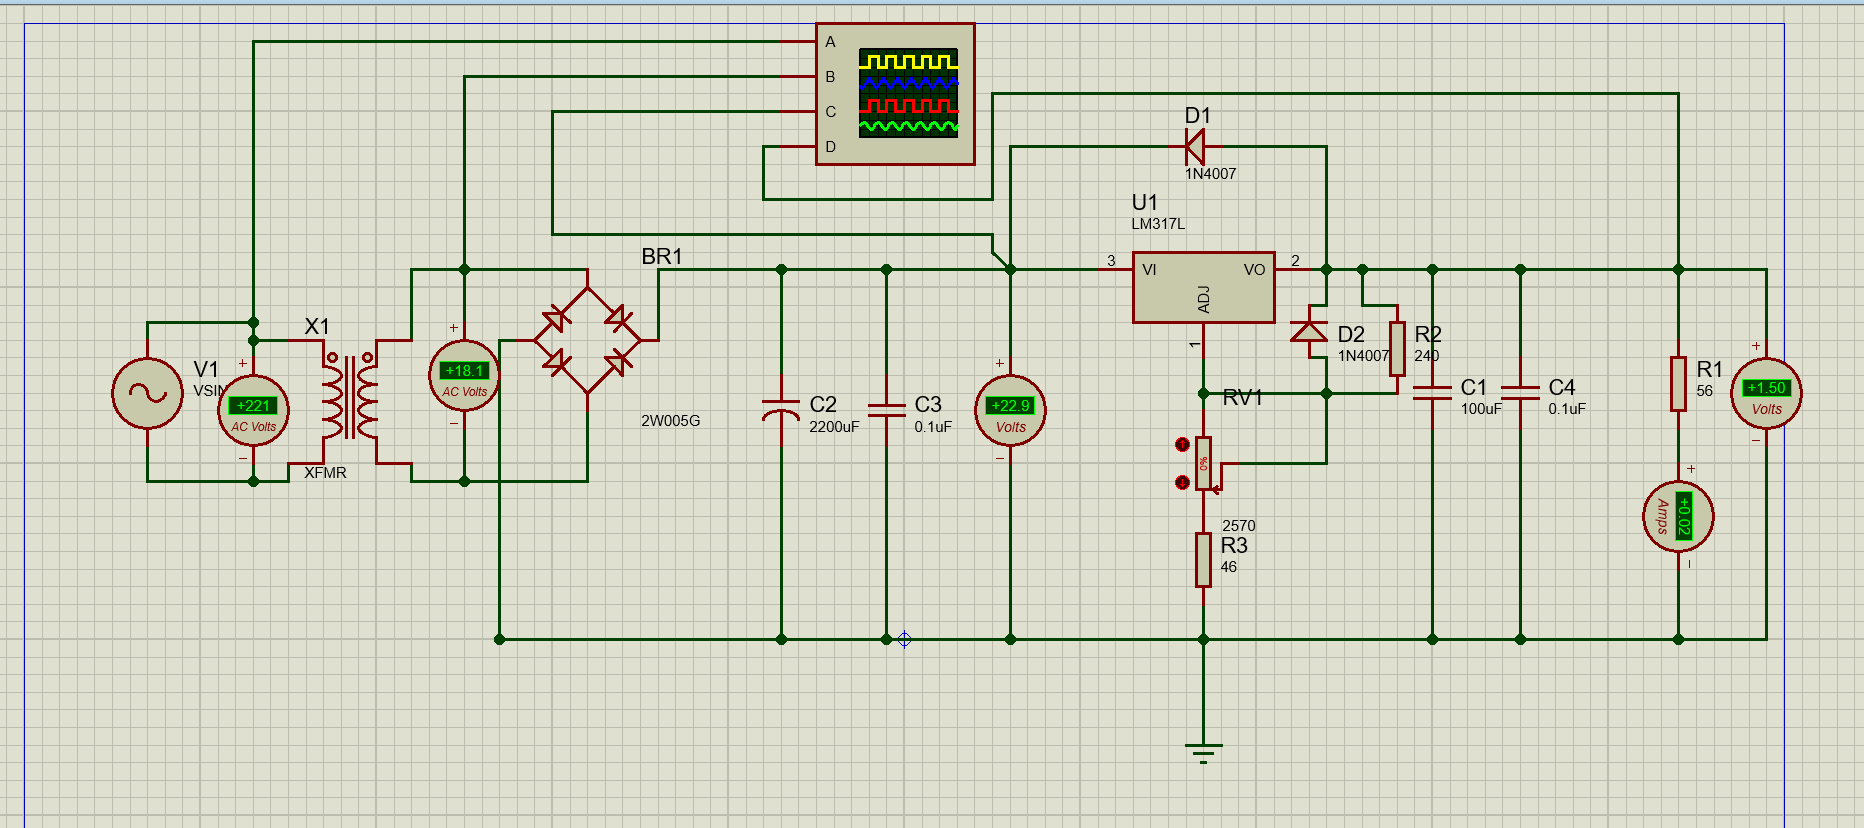 A
B
C
D
D1
1N4007
U1
LM317L
3
VI
VO
2
ADJ
1
BR1
2W005G
X1
XFMR
V1
VSIN
+
+221
AC Volts
−
+
+18.1
AC Volts
−
C2
2200uF
C3
0.1uF
+
+22.9
Volts
−
RV1
0%
2570
R3
46
D2
1N4007
R2
240
C1
100uF
C4
0.1uF
R1
56
+
+1.50
Volts
−
+
+0.02
Amps
−